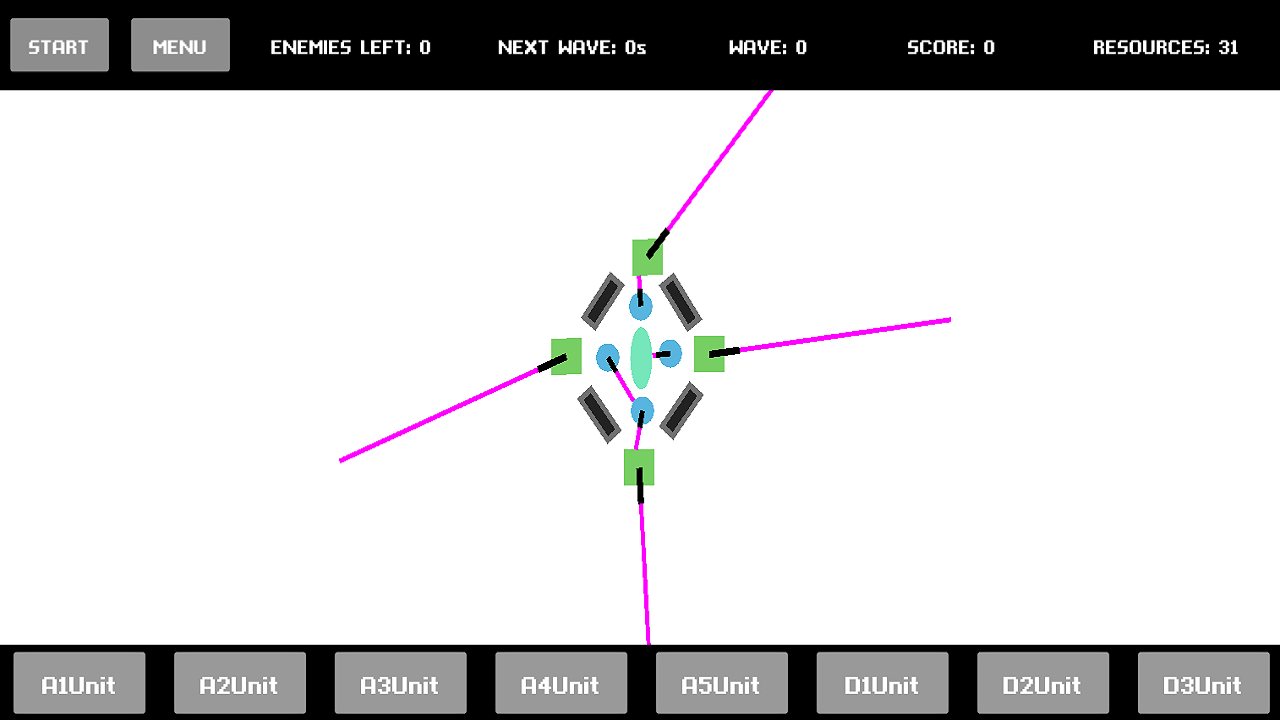 START MENU ENEMIES LEFT: 0 NEXT WAVE: 0s WAVE: 0 SCORE: 0 RESOURCES: 31
A1Unit A2Unit A3Unit A4Unit A5Unit D1Unit D2Unit D3Unit